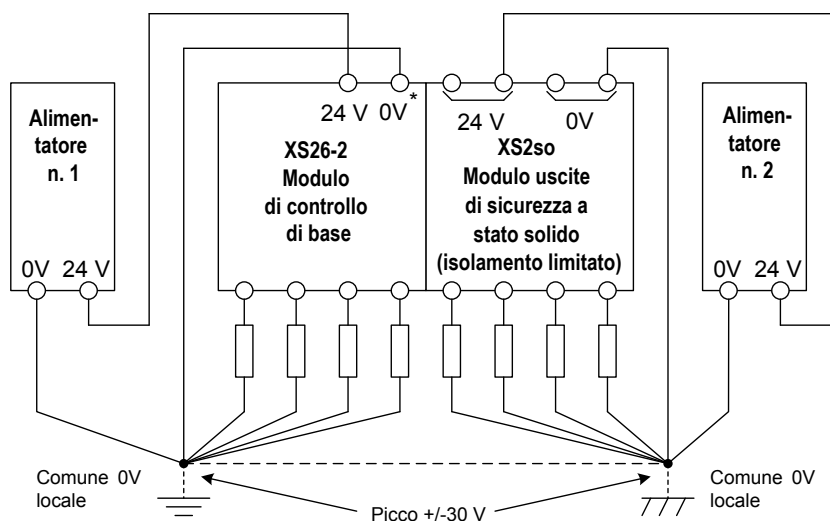 Alimen-
tatore
n. 1
0V 24 V
24 V 0V*
XS26-2
Modulo
di controllo
di base
24 V 0V
XS2so
Modulo uscite
di sicurezza a
stato solido
(isolamento limitato)
Alimen-
tatore
n. 2
0V 24 V
Comune 0V
locale
Picco +/-30 V
Comune 0V
locale